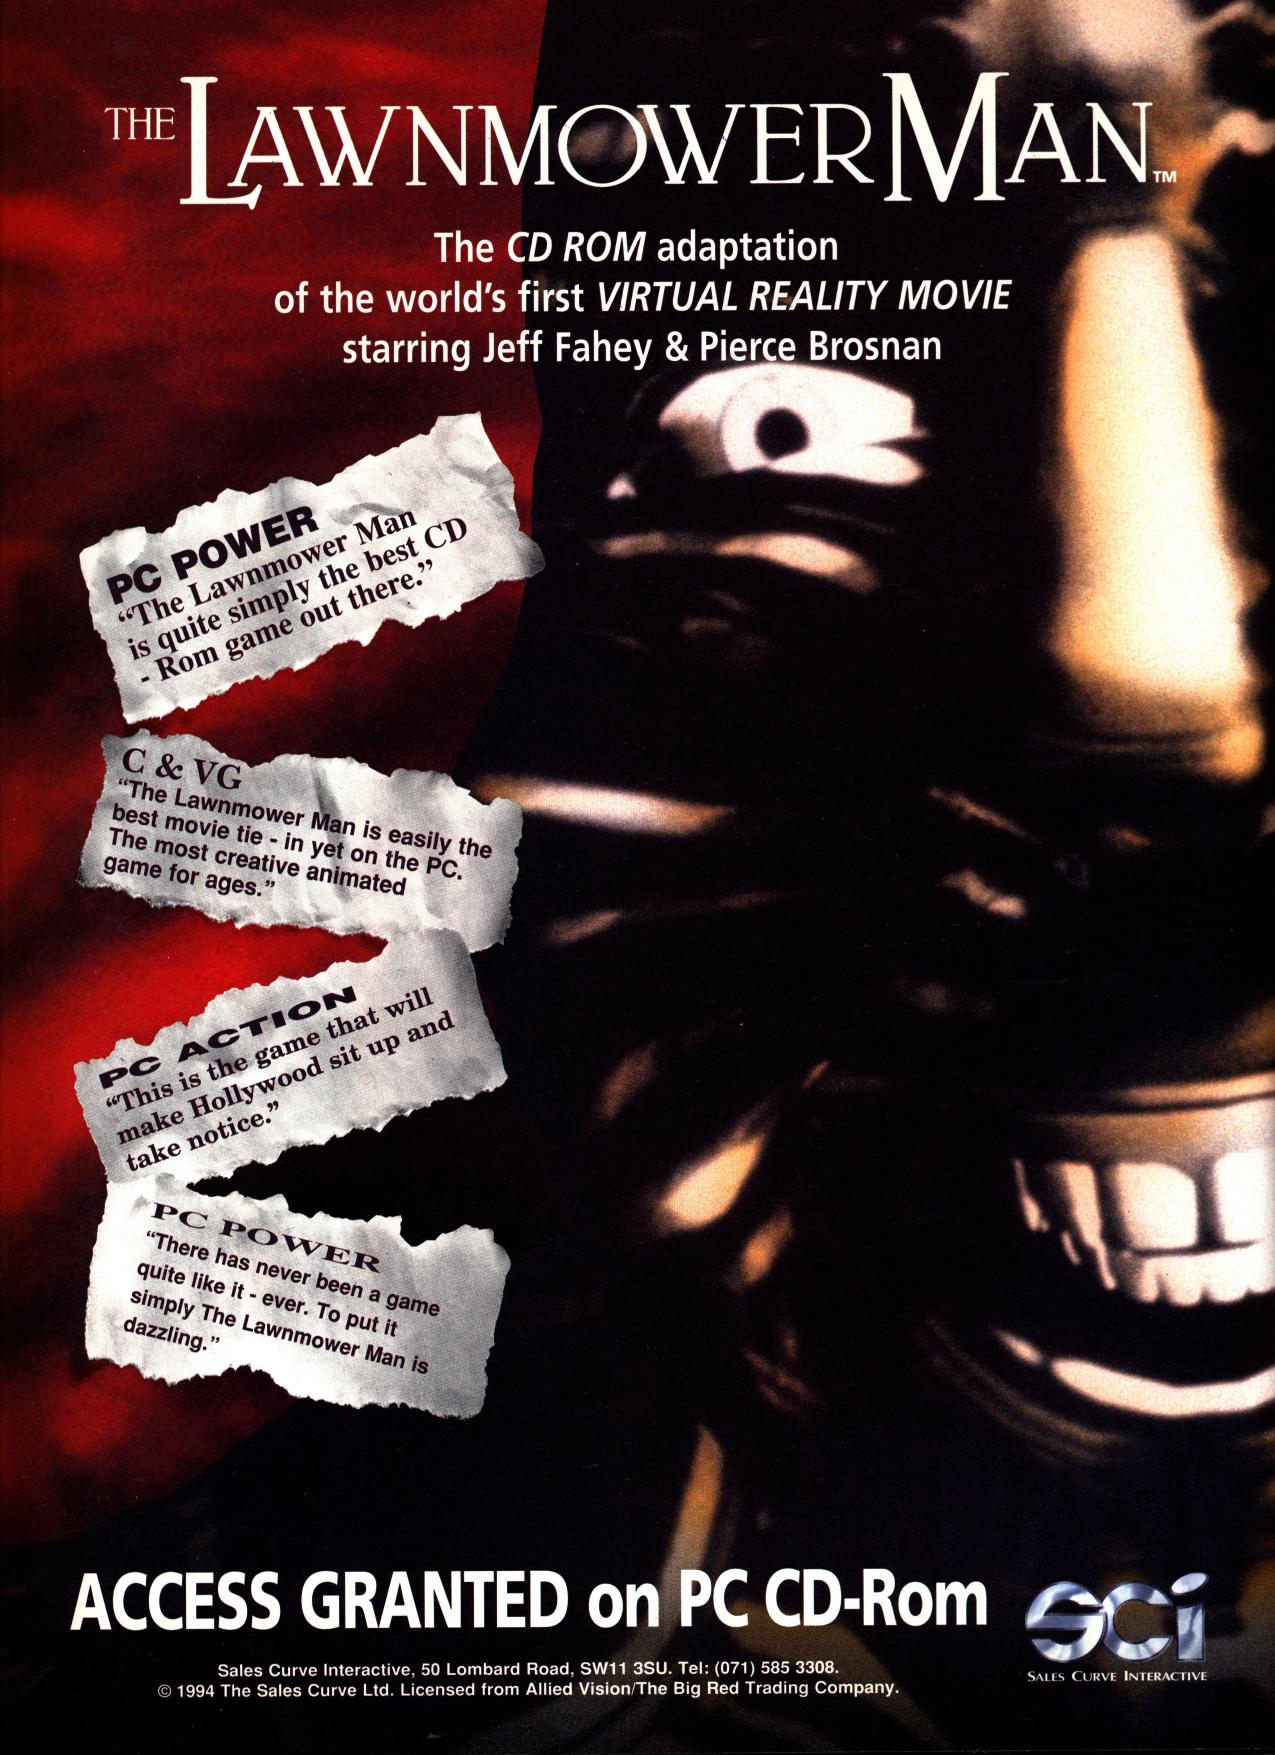 THE LAWNMOWER MAN™
The CD ROM adaptation
of the world's first VIRTUAL REALITY MOVIE
starring Jeff Fahey & Pierce Brosnan
PC POWER
“The Lawnmower Man
is quite simply the best CD
- Rom game out there.”
C & VG
“The Lawnmower Man is easily the
best movie tie - in yet on the PC.
The most creative animated
game for ages.”
PC ACTION
“This is the game that will
make Hollywood sit up and
take notice.”
PC POWER
“There has never been a game
quite like it - ever. To put it
simply The Lawnmower Man is
dazzling.”
ACCESS GRANTED on PC CD-Rom
SCi
SALES CURVE INTERACTIVE
Sales Curve Interactive, 50 Lombard Road, SW11 3SU. Tel: (071) 585 3308.
© 1994 The Sales Curve Ltd. Licensed from Allied Vision/The Big Red Trading Company.